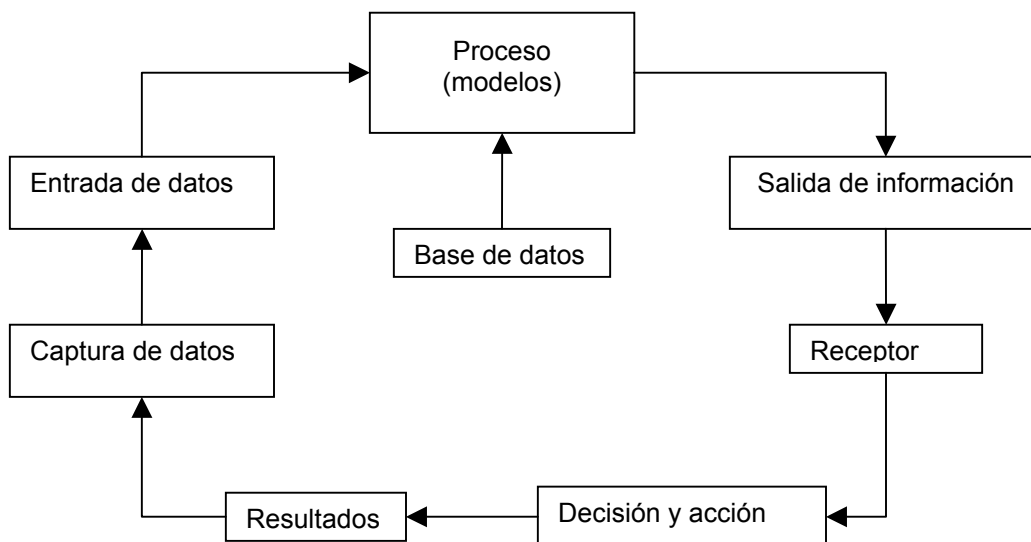 Proceso
(modelos)
Entrada de datos
Salida de información
Base de datos
Captura de datos
Receptor
Resultados
Decisión y acción